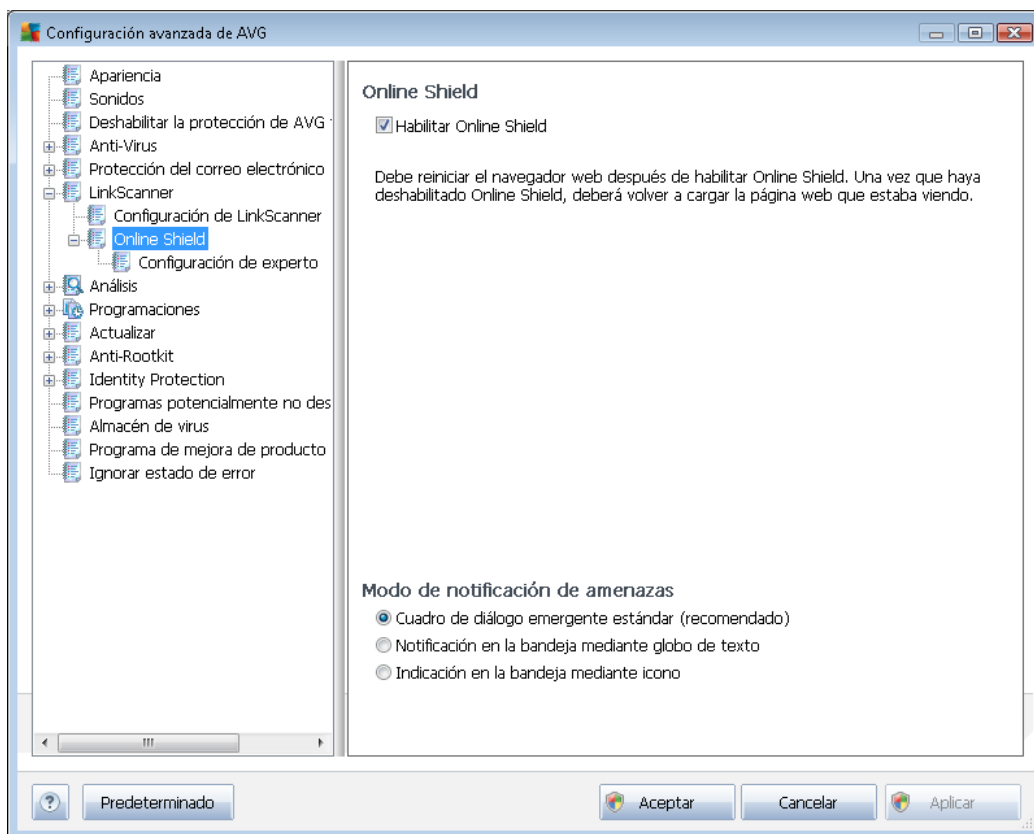 Configuración avanzada de AVG
Apariencia
Sonidos
Deshabilitar la protección de AVG
Anti-Virus
Protección del correo electrónico
LinkScanner
Configuración de LinkScanner
Online Shield
Configuración de experto
Análisis
Programaciones
Actualizar
Anti-Rootkit
Identity Protection
Programas potencialmente no des
Almacén de virus
Programa de mejora de producto
Ignorar estado de error
Online Shield
Habilitar Online Shield
Debe reiniciar el navegador web después de habilitar Online Shield. Una vez que haya
deshabilitado Online Shield, deberá volver a cargar la página web que estaba viendo.
Modo de notificación de amenazas
Cuadro de diálogo emergente estándar (recomendado)
Notificación en la bandeja mediante globo de texto
Indicación en la bandeja mediante icono
?
Predeterminado
Aceptar
Cancelar
Aplicar